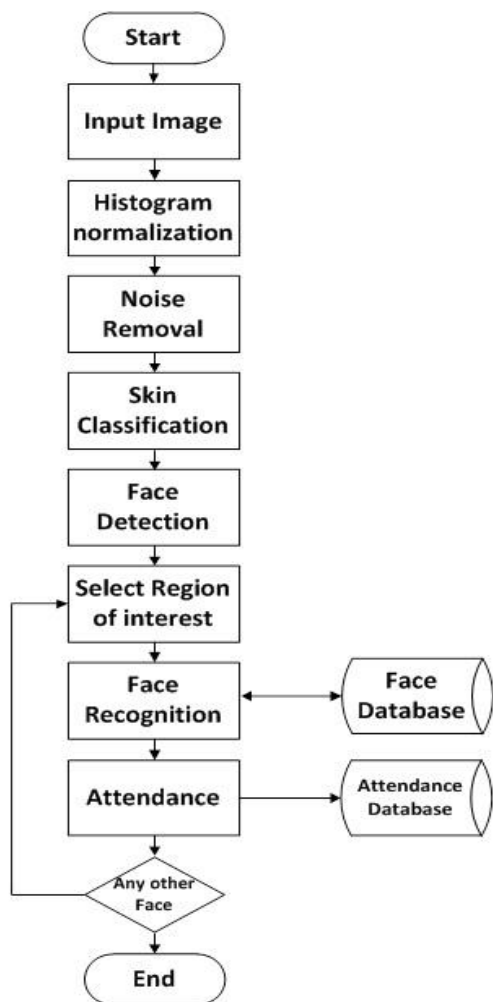 Start
Input Image
Histogram
normalization
Noise
Removal
Skin
Classification
Face
Detection
Select Region
of interest
Face
Recognition
Face
Database
Attendance
Attendance
Database
Any other
Face
End